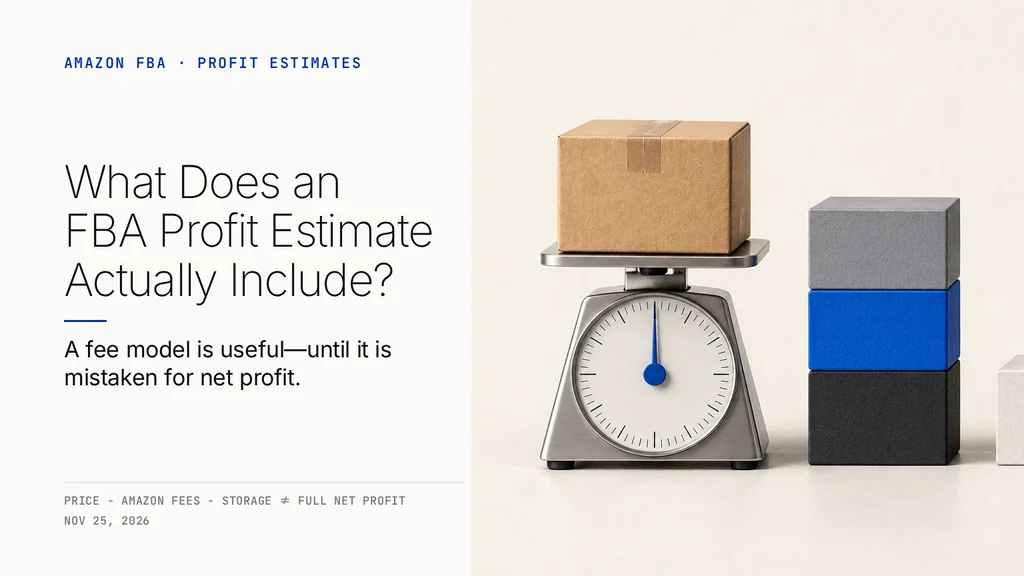 AMAZON FBA · PROFIT ESTIMATES
What Does an
FBA Profit Estimate
Actually Include?
A fee model is useful—until it is
mistaken for net profit.
PRICE - AMAZON FEES - STORAGE ≠ FULL NET PROFIT
NOV 25, 2026